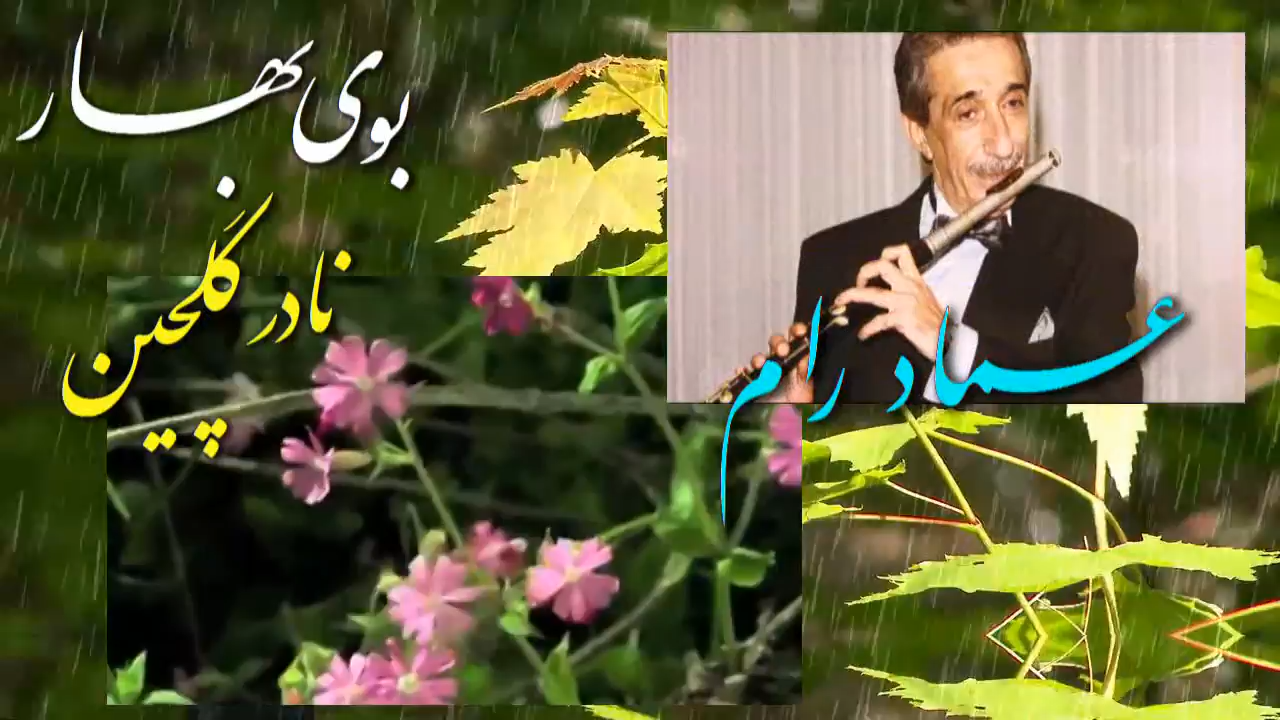 بوی بهار
نادر گلچین
عماد رام